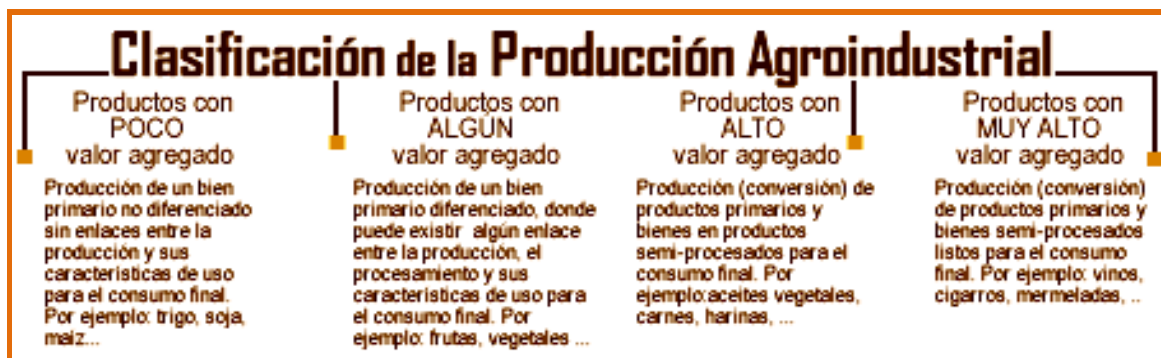 Clasificación de la Producción Agroindustrial
Productos con
POCO
valor agregado
Producción de un bien
primario no diferenciado
sin enlaces entre la
producción y sus
características de uso
para el consumo final.
Por ejemplo: trigo, soja,
maíz...
Productos con
ALGÚN
valor agregado
Producción de un bien
primario diferenciado, donde
puede existir algún enlace
entre la producción, el
procesamiento y sus
características de uso para
el consumo final. Por
ejemplo: frutas, vegetales ...
Productos con
ALTO
valor agregado
Producción (conversión) de
productos primarios y
bienes en productos
semi-procesados para el
consumo final. Por
ejemplo:aceites vegetales,
carnes, harinas, ...
Productos con
MUY ALTO
valor agregado
Producción (conversión)
de productos primarios y
bienes semi-procesados
listos para el consumo
final. Por ejemplo: vinos,
cigarros, mermeladas, ..